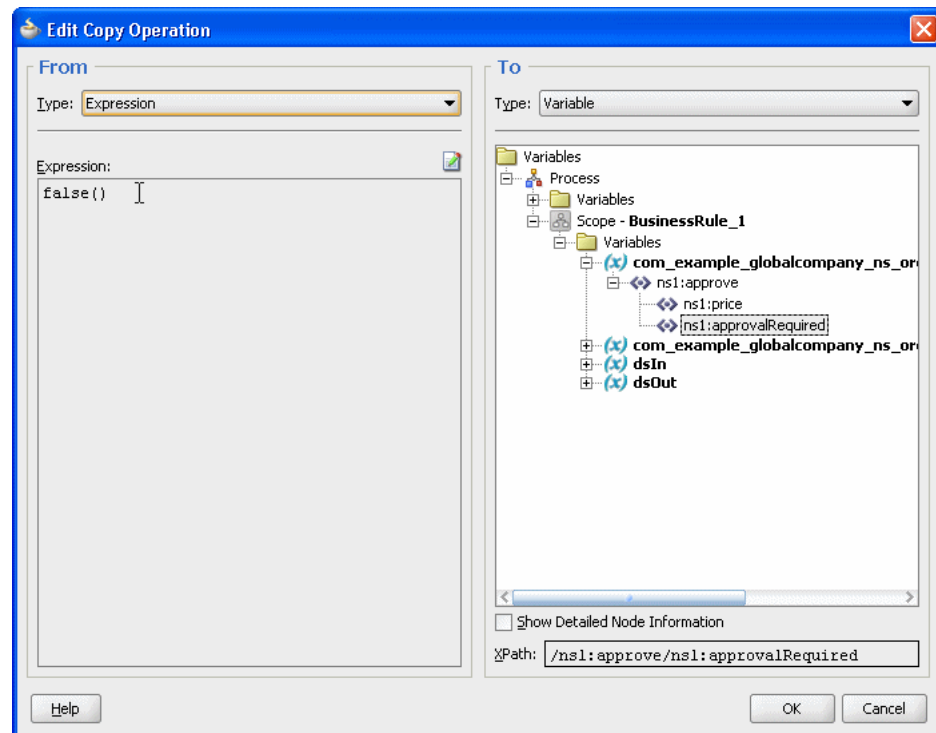 Edit Copy Operation
From
Type: Expression
Expression:
false()
To
Type: Variable
Variables
Process
Variables
Scope - BusinessRule_1
Variables
(x) com_example_globalcompany_ns_or
ns1:approve
ns1:price
ns1:approvalRequired
(x) com_example_globalcompany_ns_or
(x) dsIn
(x) dsOut
Show Detailed Node Information
XPath: /ns1:approve/ns1:approvalRequired
Help
OK
Cancel